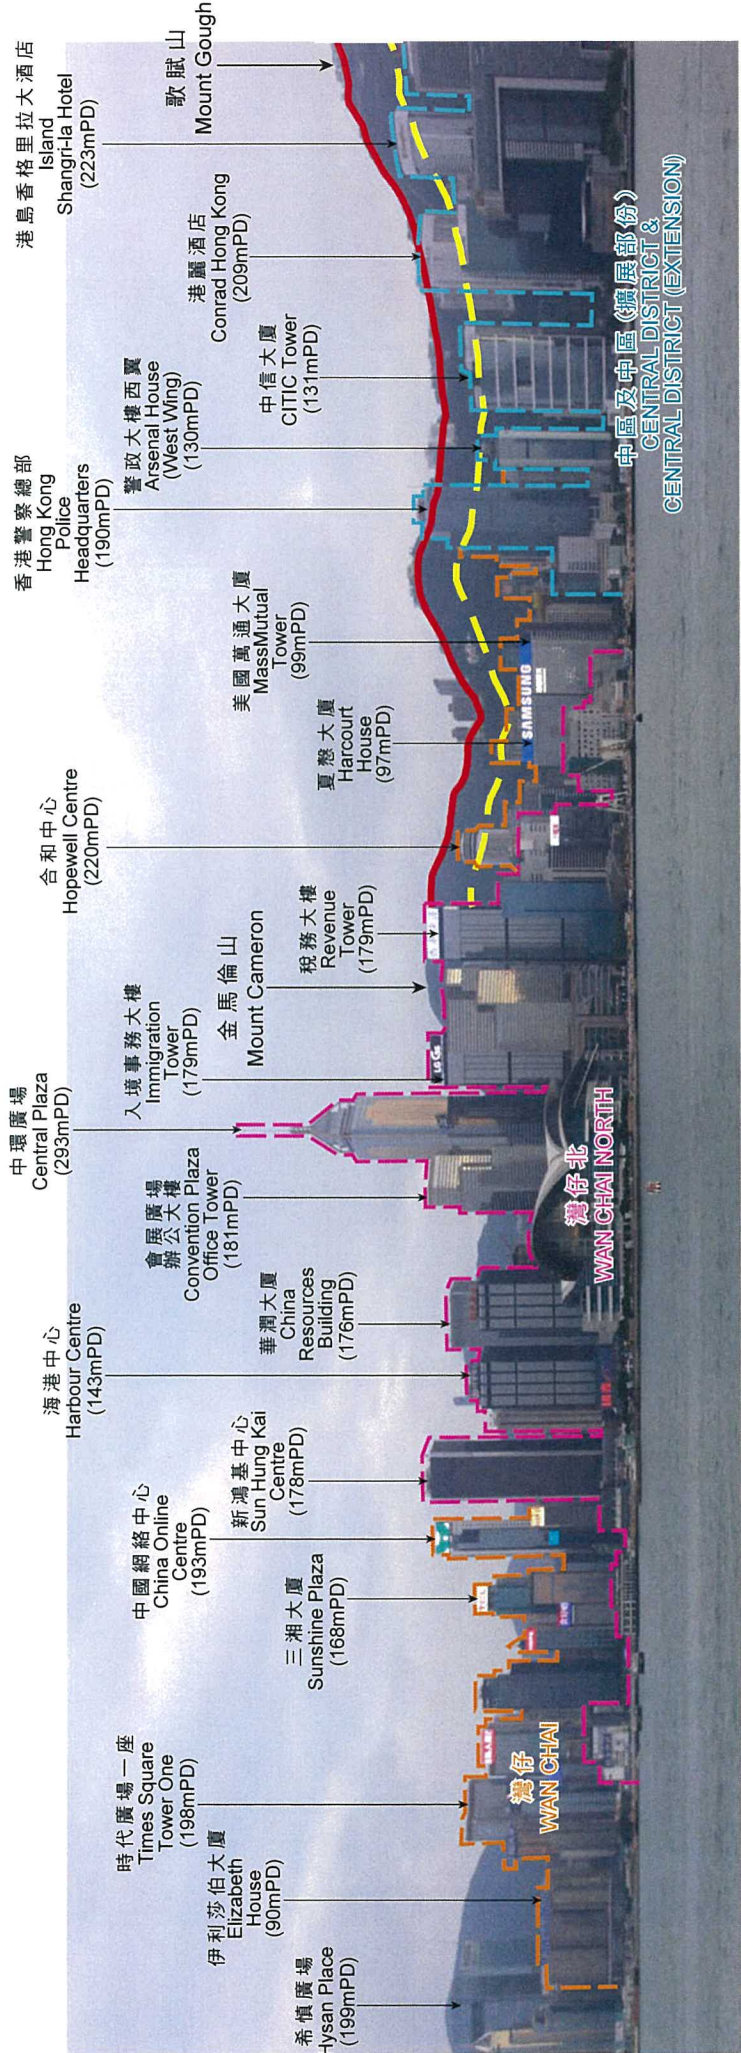 希慎廣場
Hysan Place
(199mPD)
伊利莎伯大廈
Elizabeth
House
(90mPD)
時代廣場一座
Times Square
Tower One
(198mPD)
三湘大廈
Sunshine Plaza
(168mPD)
中國網絡中心
China Online
Centre
(193mPD)
新鴻基中心
Sun Hung Kai
Centre
(178mPD)
海港中心
Harbour Centre
(143mPD)
華潤大廈
China
Resources
Building
(176mPD)
會展廣場
辦公大樓
Convention Plaza
Office Tower
(181mPD)
中環廣場
Central Plaza
(293mPD)
入境事務大樓
Immigration
Tower
(179mPD)
金馬倫山
Mount Cameron
稅務大樓
Revenue
Tower
(179mPD)
合和中心
Hopewell Centre
(220mPD)
夏慤大廈
Harcourt
House
(97mPD)
美國萬通大廈
MassMutual
Tower
(99mPD)
香港警察總部
Hong Kong
Police
Headquarters
(190mPD)
警政大樓西翼
Arsenal House
(West Wing)
(130mPD)
中信大廈
CITIC Tower
(131mPD)
港麗酒店
Conrad Hong Kong
(209mPD)
港島香格里拉大酒店
Island
Shangri-la Hotel
(223mPD)
歌賦山
Mount Gough
灣仔
WAN CHAI
灣仔北
WAN CHAI NORTH
中區及中區(擴展部份)
CENTRAL DISTRICT &
CENTRAL DISTRICT (EXTENSION)
SAMSUNG
TCL